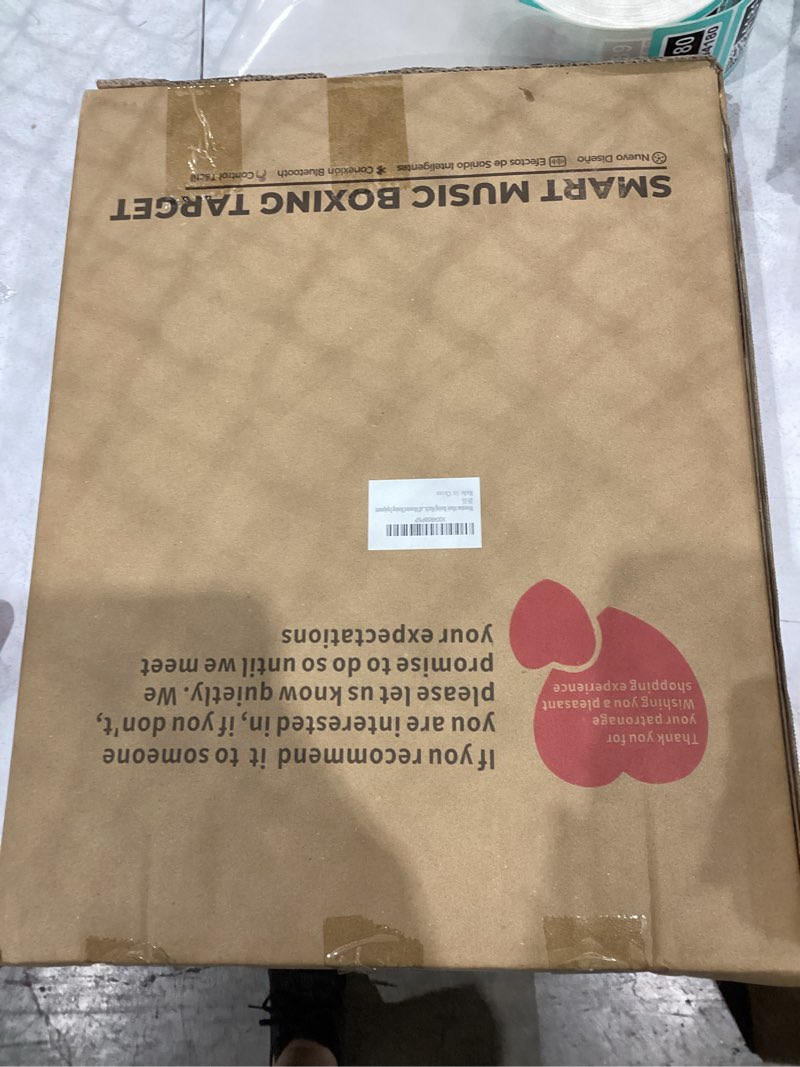 If you recommend it to someone
you are interested in, if you don't,
please let us know quietly. We
promise to do so until we meet
your expectations
Thank you for
your patronage
Wishing you a pleasant
shopping experience
Made in China
SMART MUSIC BOXING TARGET
Nuevo Diseño Efectos de Sonido Inteligentes Conexión Bluetooth Control Táctil
180